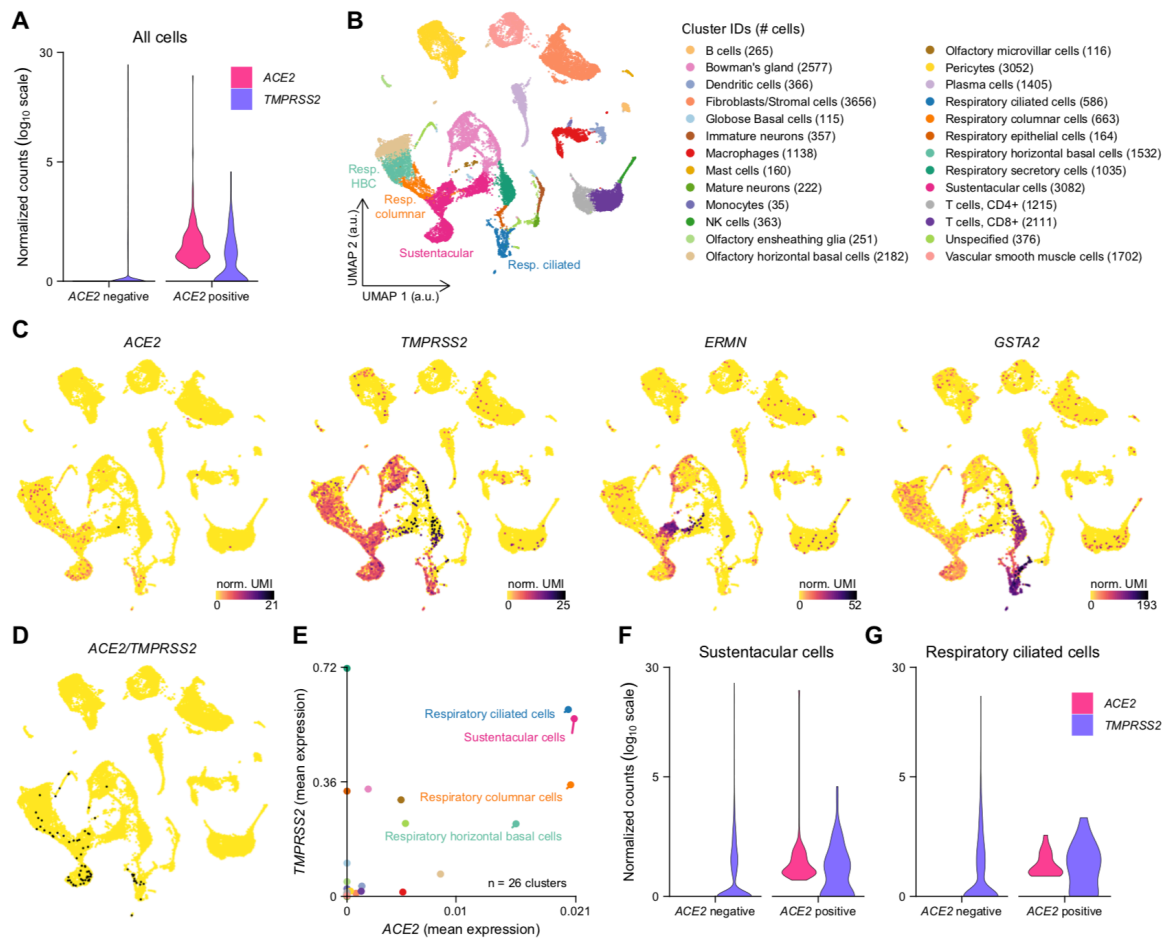 A
All cells
30
5
0
Normalized counts (log10 scale)
ACE2
TMPRSS2
ACE2 negative
ACE2 positive
B
Resp.
HBC
Resp.
columnar
Sustentacular
Resp. ciliated
UMAP 2 (a.u.)
UMAP 1 (a.u.)
Cluster IDs (# cells)
B cells (265)
Bowman's gland (2577)
Dendritic cells (366)
Fibroblasts/Stromal cells (3656)
Globose Basal cells (115)
Immature neurons (357)
Macrophages (1138)
Mast cells (160)
Mature neurons (222)
Monocytes (35)
NK cells (363)
Olfactory ensheathing glia (251)
Olfactory horizontal basal cells (2182)
Olfactory microvillar cells (116)
Pericytes (3052)
Plasma cells (1405)
Respiratory ciliated cells (586)
Respiratory columnar cells (663)
Respiratory epithelial cells (164)
Respiratory horizontal basal cells (1532)
Respiratory secretory cells (1035)
Sustentacular cells (3082)
T cells, CD4+ (1215)
T cells, CD8+ (2111)
Unspecified (376)
Vascular smooth muscle cells (1702)
C
ACE2
norm. UMI
0 21
TMPRSS2
norm. UMI
0 25
ERMN
norm. UMI
0 52
GSTA2
norm. UMI
0 193
D
ACE2/TMPRSS2
E
0.72
0.36
0
TMPRSS2 (mean expression)
Respiratory ciliated cells
Sustentacular cells
Respiratory columnar cells
Respiratory horizontal basal cells
n = 26 clusters
0 0.01 0.021
ACE2 (mean expression)
F
Sustentacular cells
30
5
0
Normalized counts (log10 scale)
ACE2 negative
ACE2 positive
G
Respiratory ciliated cells
30
5
0
ACE2
TMPRSS2
ACE2 negative
ACE2 positive